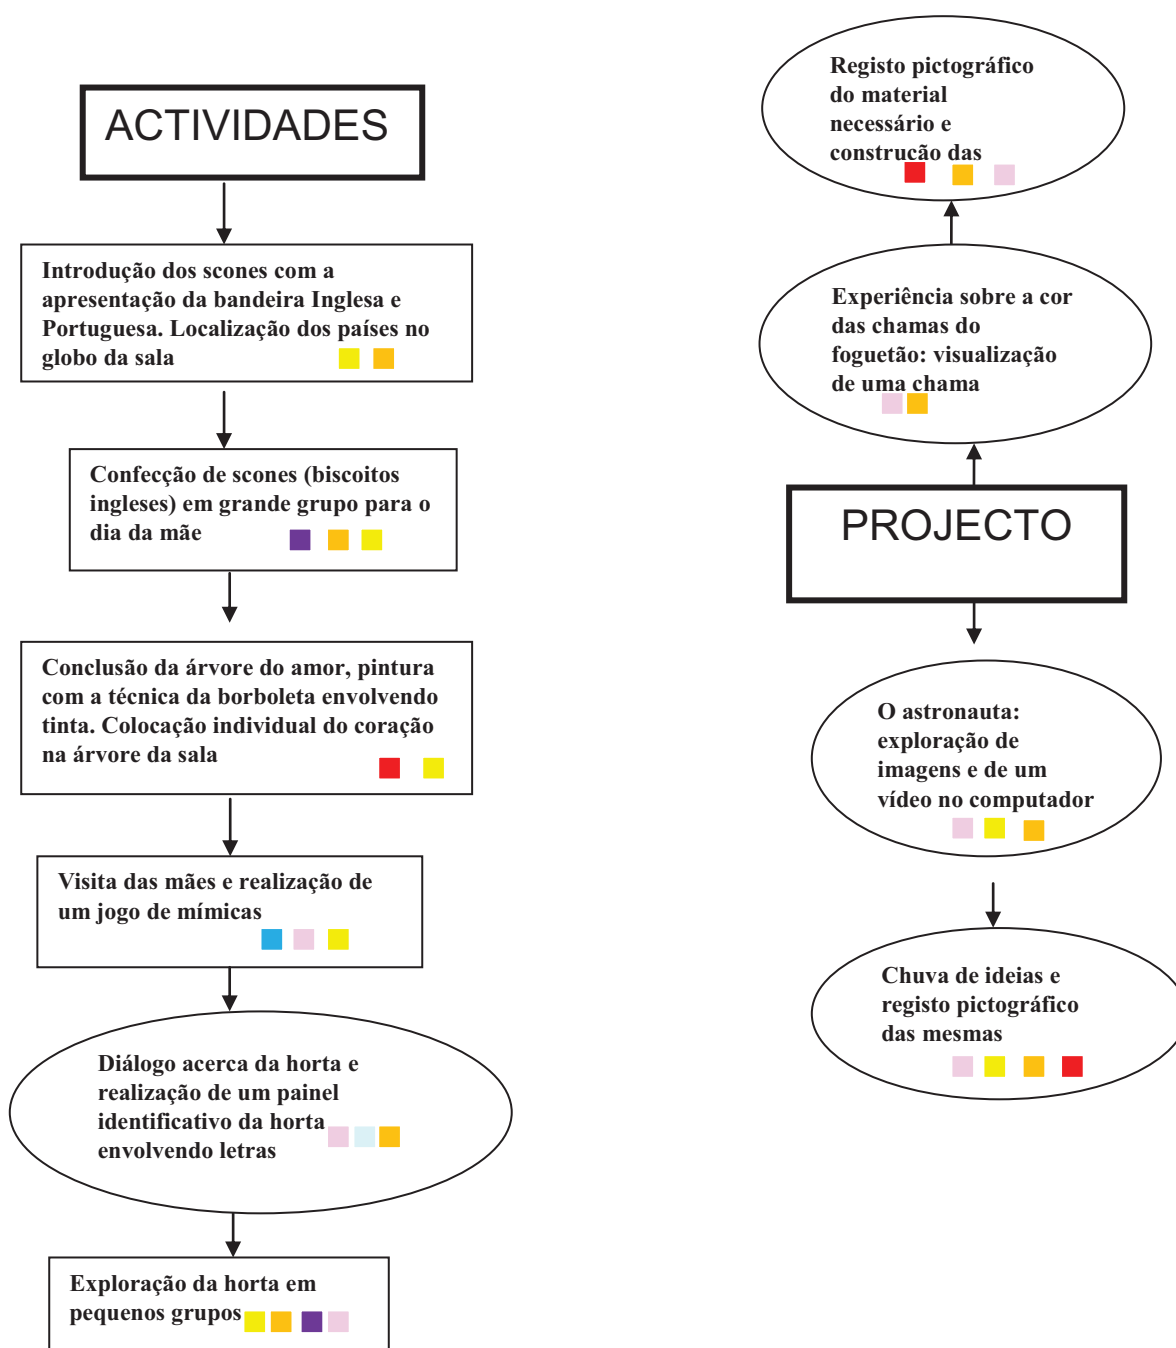 ACTIVIDADES
Introdução dos scones com a
apresentação da bandeira Inglesa e
Portuguesa. Localização dos países no
globo da sala
Confecção de scones (biscoitos
ingleses) em grande grupo para o
dia da mãe
Conclusão da árvore do amor, pintura
com a técnica da borboleta envolvendo
tinta. Colocação individual do coração
na árvore da sala
Visita das mães e realização de
um jogo de mímicas
Diálogo acerca da horta e
realização de um painel
identificativo da horta
envolvendo letras
Exploração da horta em
pequenos grupos
Registo pictográfico
do material
necessário e
construção das
Experiência sobre a cor
das chamas do
foguetão: visualização
de uma chama
PROJECTO
O astronauta:
exploração de
imagens e de um
vídeo no computador
Chuva de ideias e
registo pictográfico
das mesmas